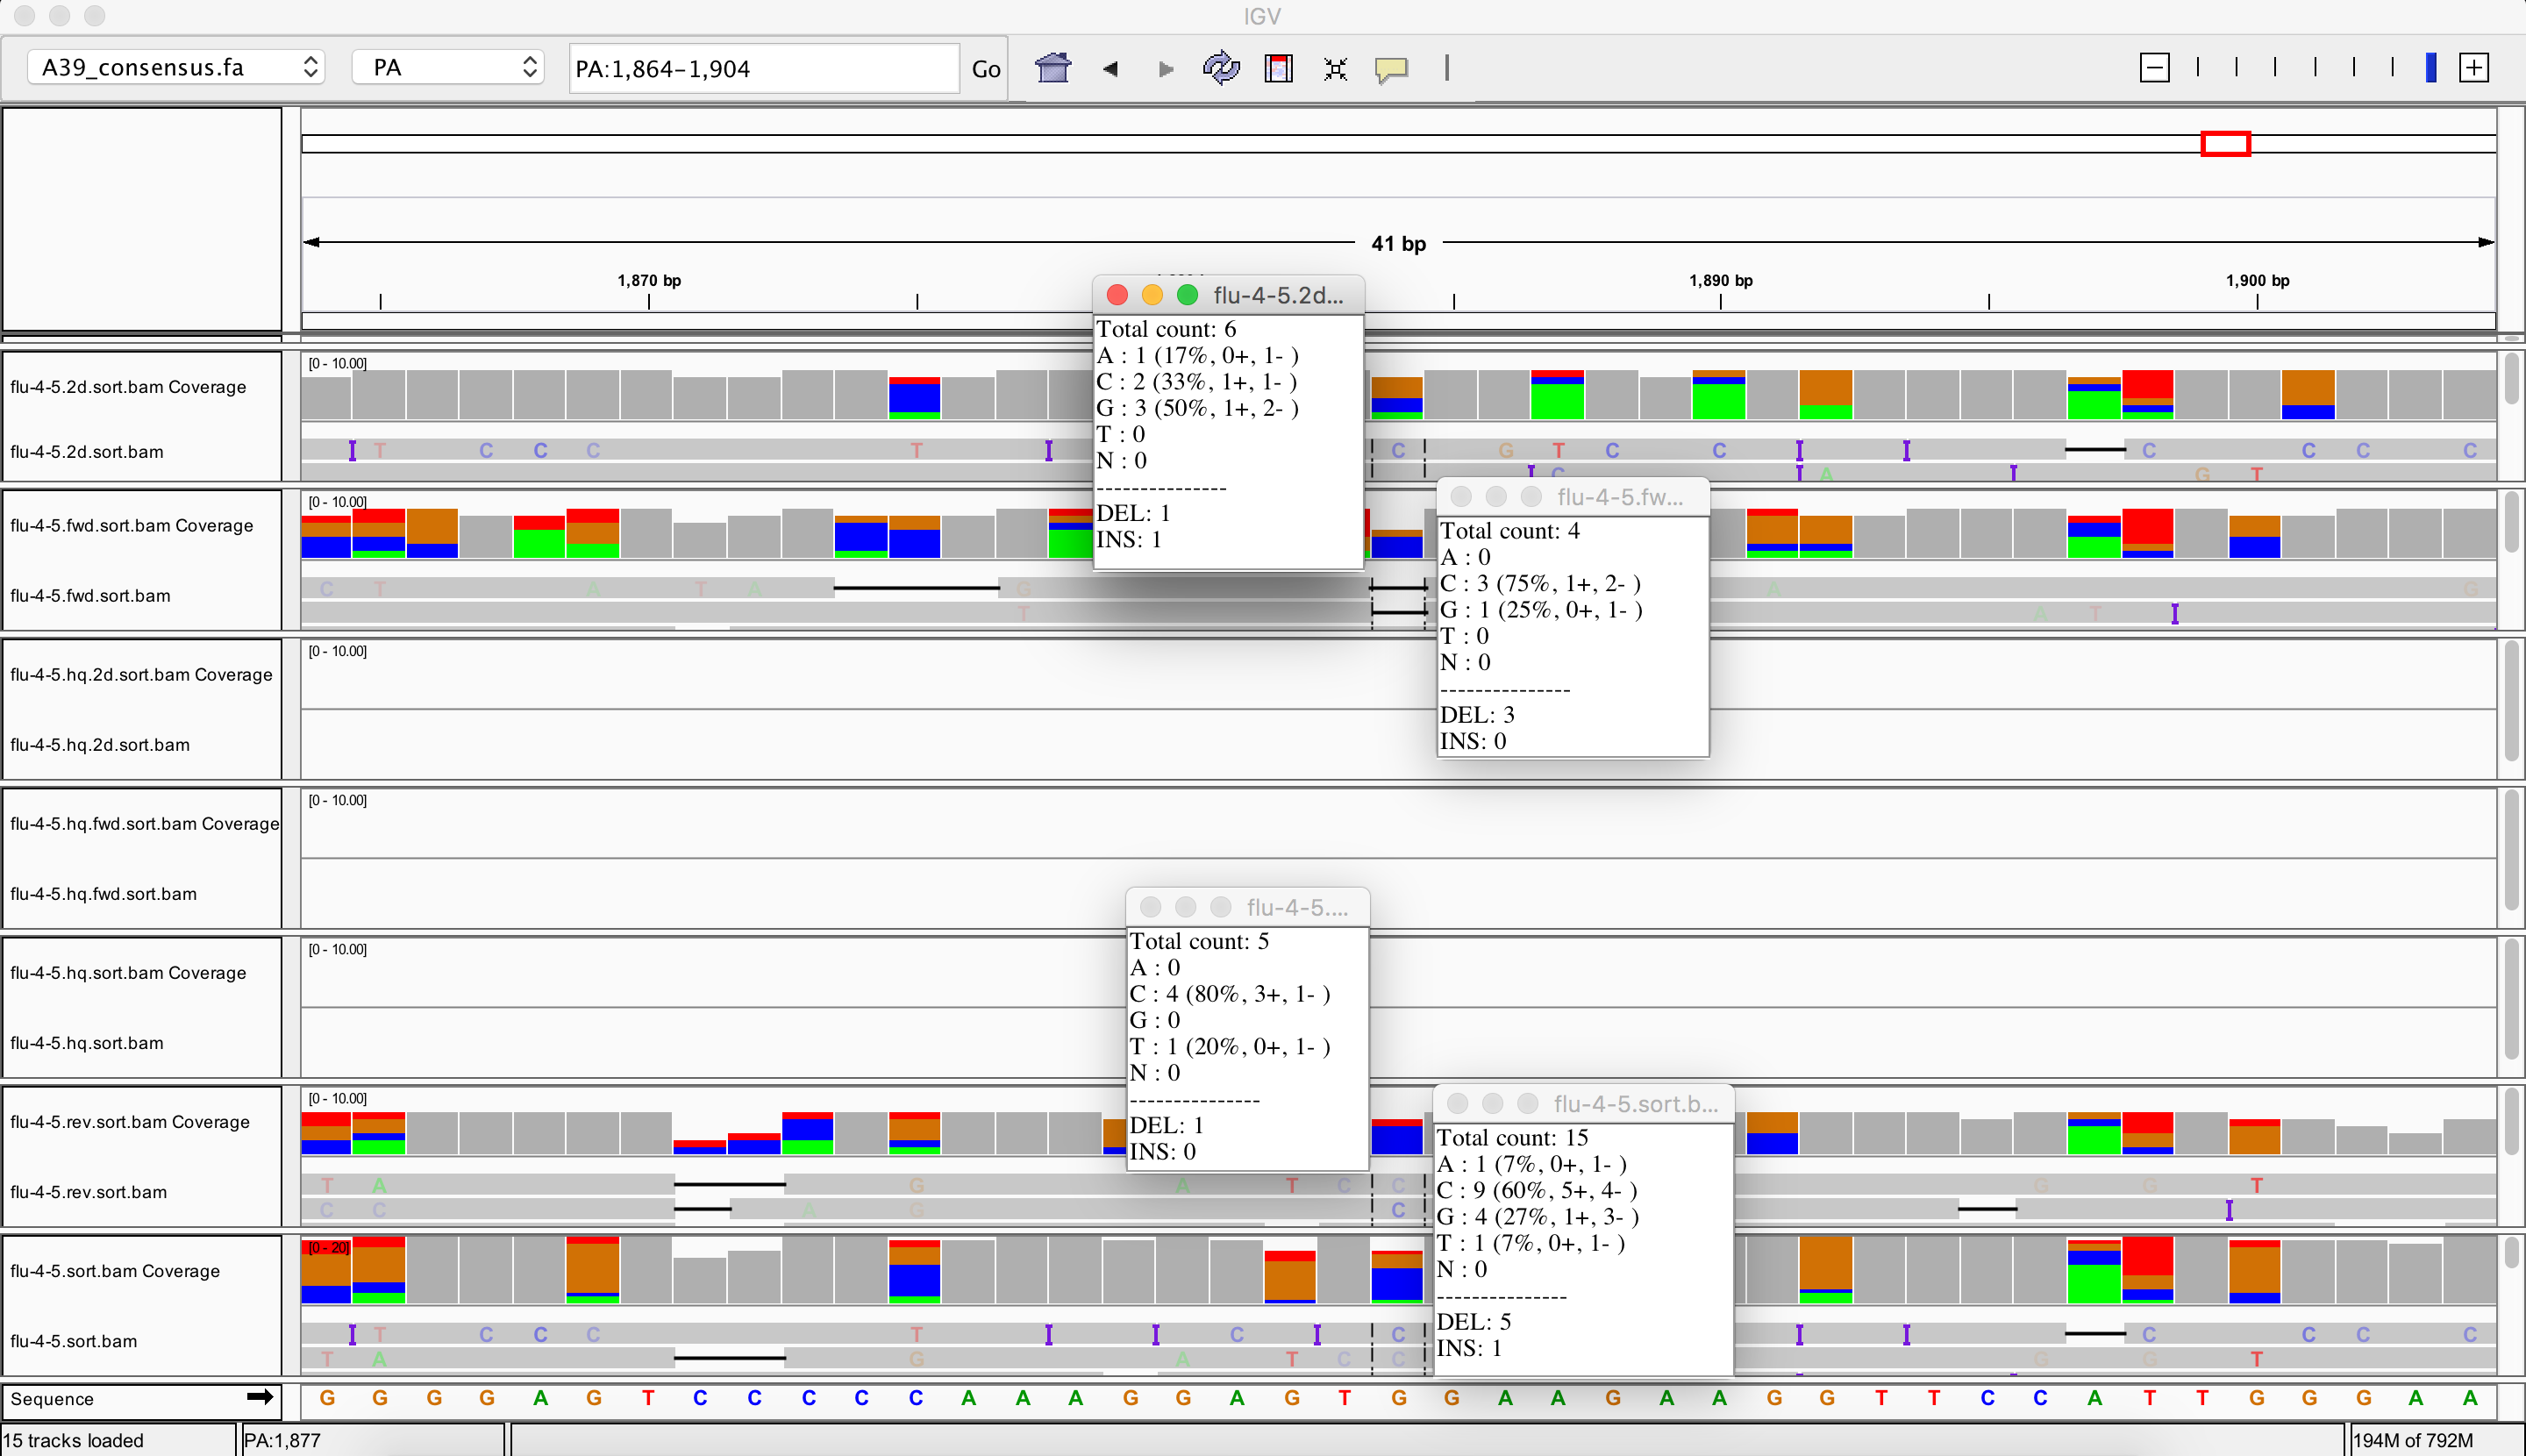 IGV
A39_consensus.fa PA PA:1,864-1,904 Go
41 bp
1,870 bp 1,890 bp 1,900 bp
flu-4-5.2d...
Total count: 6
A : 1 (17%, 0+, 1- )
C : 2 (33%, 1+, 1- )
G : 3 (50%, 1+, 2- )
T : 0
N : 0
---------------
DEL: 1
INS: 1
[0 - 10.00]
flu-4-5.2d.sort.bam Coverage
flu-4-5.2d.sort.bam
I T C C C T I C G T C C C I I C C C C
I C I A I G T
flu-4-5.fw...
Total count: 4
A : 0
C : 3 (75%, 1+, 2- )
G : 1 (25%, 0+, 1- )
T : 0
N : 0
---------------
DEL: 3
INS: 0
[0 - 10.00]
flu-4-5.fwd.sort.bam Coverage
flu-4-5.fwd.sort.bam
C T A T A G A G
T A T I
[0 - 10.00]
flu-4-5.hq.2d.sort.bam Coverage
flu-4-5.hq.2d.sort.bam
[0 - 10.00]
flu-4-5.hq.fwd.sort.bam Coverage
flu-4-5.hq.fwd.sort.bam
flu-4-5....
Total count: 5
A : 0
C : 4 (80%, 3+, 1- )
G : 0
T : 1 (20%, 0+, 1- )
N : 0
---------------
DEL: 1
INS: 0
[0 - 10.00]
flu-4-5.hq.sort.bam Coverage
flu-4-5.hq.sort.bam
[0 - 10.00]
flu-4-5.rev.sort.bam Coverage
flu-4-5.rev.sort.bam
T A G A T C C G G T
C C A G C I
flu-4-5.sort.b...
Total count: 15
A : 1 (7%, 0+, 1- )
C : 9 (60%, 5+, 4- )
G : 4 (27%, 1+, 3- )
T : 1 (7%, 0+, 1- )
N : 0
---------------
DEL: 5
INS: 1
[0 - 20]
flu-4-5.sort.bam Coverage
flu-4-5.sort.bam
I T C C C T I I C I C I I C C C C
T A G A T C C G G T
Sequence G G G G A G T C C C C C A A A G G A G T G G A A G A A G G T T C C A T T G G G A A
15 tracks loaded PA:1,877 194M of 792M